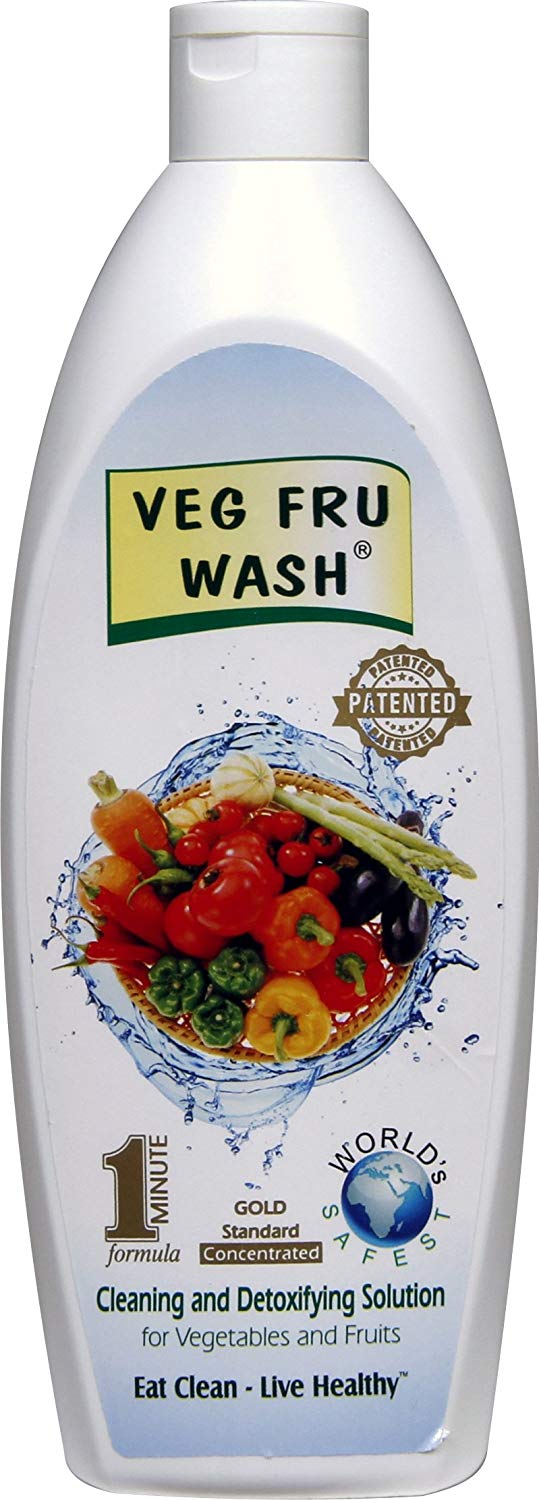 VEG FRU
WASH®
PATENTED
PATENTED
PATENTED
1 MINUTE
formula
GOLD
Standard
Concentrated
WORLD's
SAFEST
Cleaning and Detoxifying Solution
for Vegetables and Fruits
Eat Clean - Live Healthy™